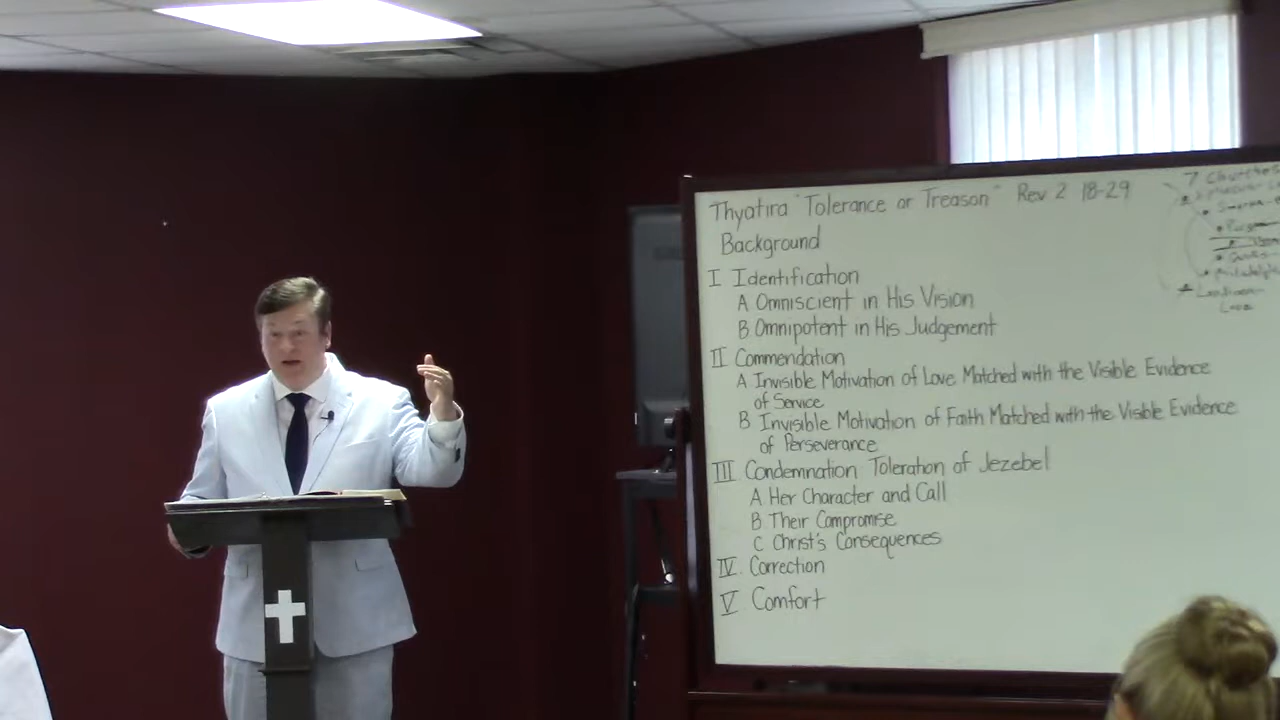 Thyatira "Tolerance or Treason" Rev 2 18-29
Background
I Identification
A Omniscient in His Vision
B Omnipotent in His Judgement
II Commendation
A Invisible Motivation of Love Matched with the Visible Evidence
of Service
B Invisible Motivation of Faith Matched with the Visible Evidence
of Perseverance
III Condemnation Toleration of Jezebel
A Her Character and Call
B Their Compromise
C Christ's Consequences
IV. Correction
V Comfort
7 Churches
Philadelphia